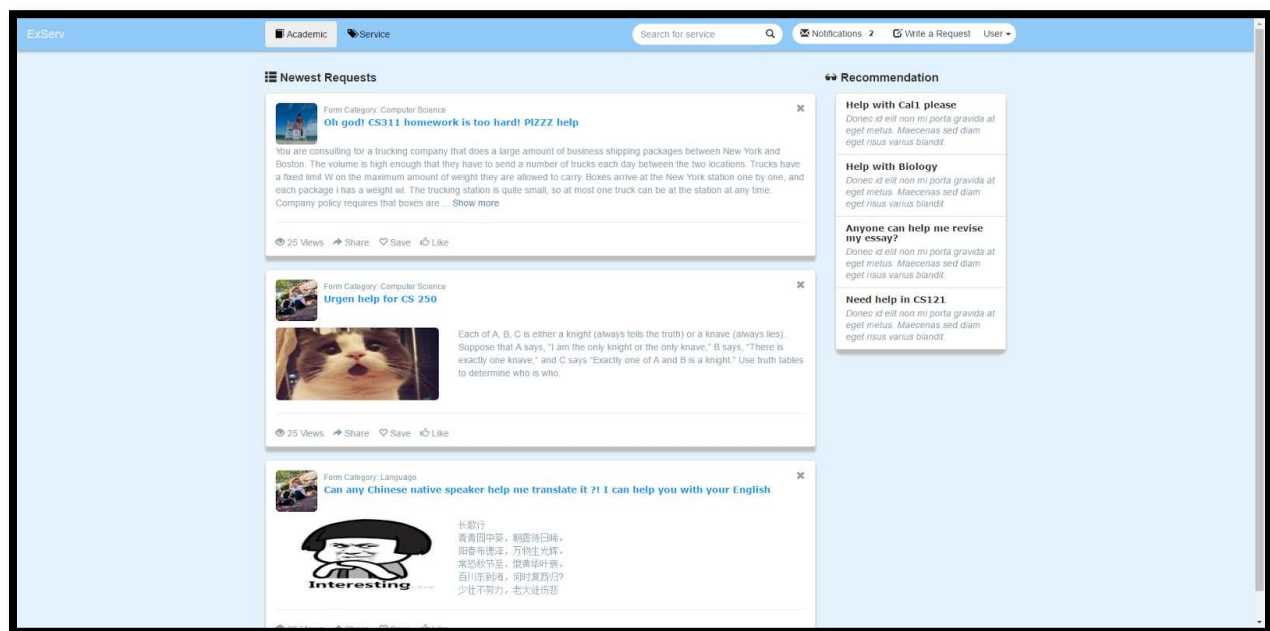 ExServ
Academic
Service
Search for service
Notifications 2
Write a Request
User
Newest Requests
Form Category: Computer Science
Oh god! CS311 homework is too hard! PlZZZ help
You are consulting for a trucking company that does a large amount of business shipping packages between New York and
Boston. The volume is high enough that they have to send a number of trucks each day between the two locations. Trucks have
a fixed limit W on the maximum amount of weight they are allowed to carry. Boxes arrive at the New York station one by one, and
each package i has a weight wi. The trucking station is quite small, so at most one truck can be at the station at any time.
Company policy requires that boxes are ... Show more
25 Views Share Save Like
Form Category: Computer Science
Urgen help for CS 250
Each of A, B, C is either a knight (always tells the truth) or a knave (always lies).
Suppose that A says, "I am the only knight or the only knave," B says, "There is
exactly one knave," and C says "Exactly one of A and B is a knight." Use truth tables
to determine who is who.
25 Views Share Save Like
Form Category: Language
Can any Chinese native speaker help me translate it ?! I can help you with your English
Interesting
长歌行
青青园中葵，朝露待日晞。
阳春布德泽，万物生光辉。
常恐秋节至，焜黄华叶衰。
百川东到海，何时复西归?
少壮不努力，老大徒伤悲
Recommendation
Help with Cal1 please
Donec id elit non mi porta gravida at
eget metus. Maecenas sed diam
eget risus varius blandit.
Help with Biology
Donec id elit non mi porta gravida at
eget metus. Maecenas sed diam
eget risus varius blandit.
Anyone can help me revise
my essay?
Donec id elit non mi porta gravida at
eget metus. Maecenas sed diam
eget risus varius blandit.
Need help in CS121
Donec id elit non mi porta gravida at
eget metus. Maecenas sed diam
eget risus varius blandit.